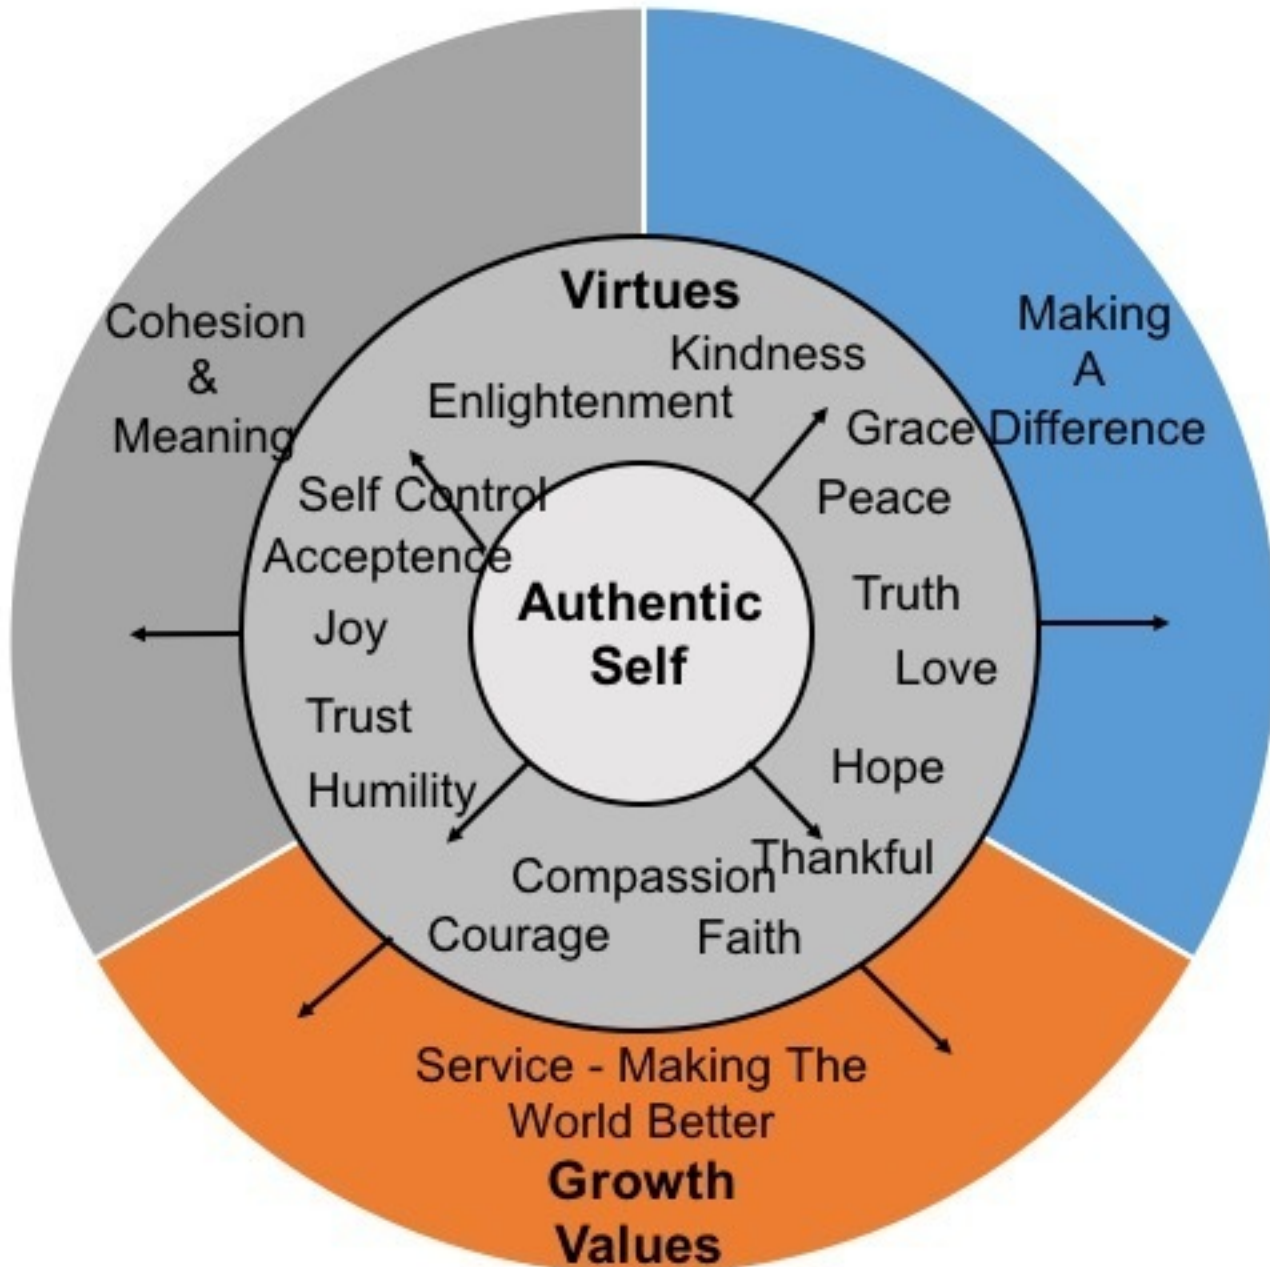 Virtues
Kindness
Enlightenment
Grace
Peace
Self Control
Acceptence
Joy
Trust
Humility
Truth
Love
Hope
Thankful
Compassion
Courage
Faith
Authentic
Self
Cohesion
&
Meaning
Making
A
Difference
Service - Making The
World Better
Growth
Values